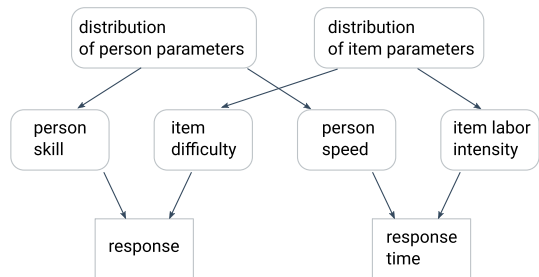 distribution
of person parameters
distribution
of item parameters
person
skill
item
difficulty
person
speed
item labor
intensity
response
response
time